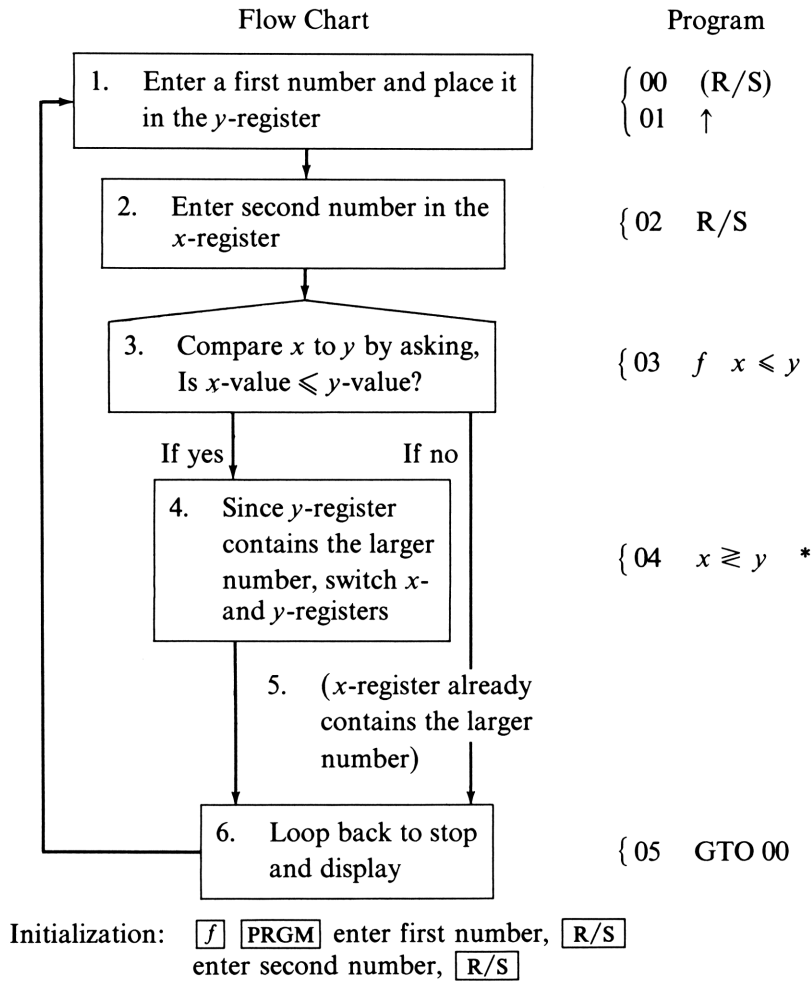 Flow Chart Program
1. Enter a first number and place it
in the y-register
{ 00 (R/S)
01 ↑
2. Enter second number in the
x-register
{ 02 R/S
3. Compare x to y by asking,
Is x-value ⩽ y-value?
{ 03 f x ⩽ y
If yes If no
4. Since y-register
contains the larger
number, switch x-
and y-registers
{ 04 x ≷ y *
5. (x-register already
contains the larger
number)
6. Loop back to stop
and display
{ 05 GTO 00
Initialization: f PRGM enter first number, R/S
enter second number, R/S